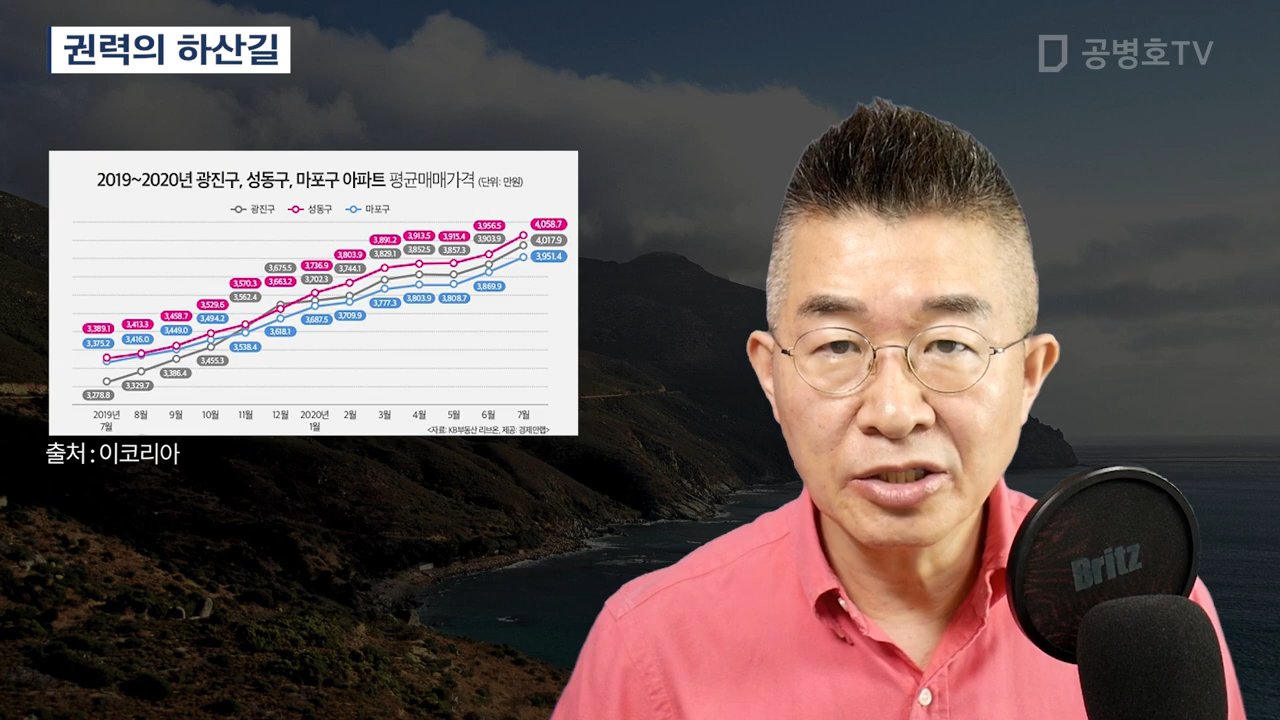 권력의 하산길
공병호TV
2019~2020년 광진구, 성동구, 마포구 아파트 평균매매가격 (단위: 만원)
광진구 성동구 마포구
3,389.1 3,413.3 3,458.7 3,529.6 3,570.3 3,663.2 3,736.9 3,803.9 3,891.2 3,913.5 3,915.4 3,956.5 4,058.7
3,278.8 3,329.7 3,386.4 3,455.3 3,562.4 3,675.5 3,702.3 3,744.1 3,829.1 3,852.5 3,857.3 3,903.9 4,017.9
3,375.2 3,416.0 3,449.0 3,494.2 3,538.4 3,618.1 3,687.5 3,709.9 3,777.3 3,803.9 3,808.7 3,869.9 3,951.4
2019년 8월 9월 10월 11월 12월 2020년 2월 3월 4월 5월 6월 7월
7월 1월
<자료: KB부동산 리브온, 제공: 경제만랩>
출처 : 이코리아
Britz